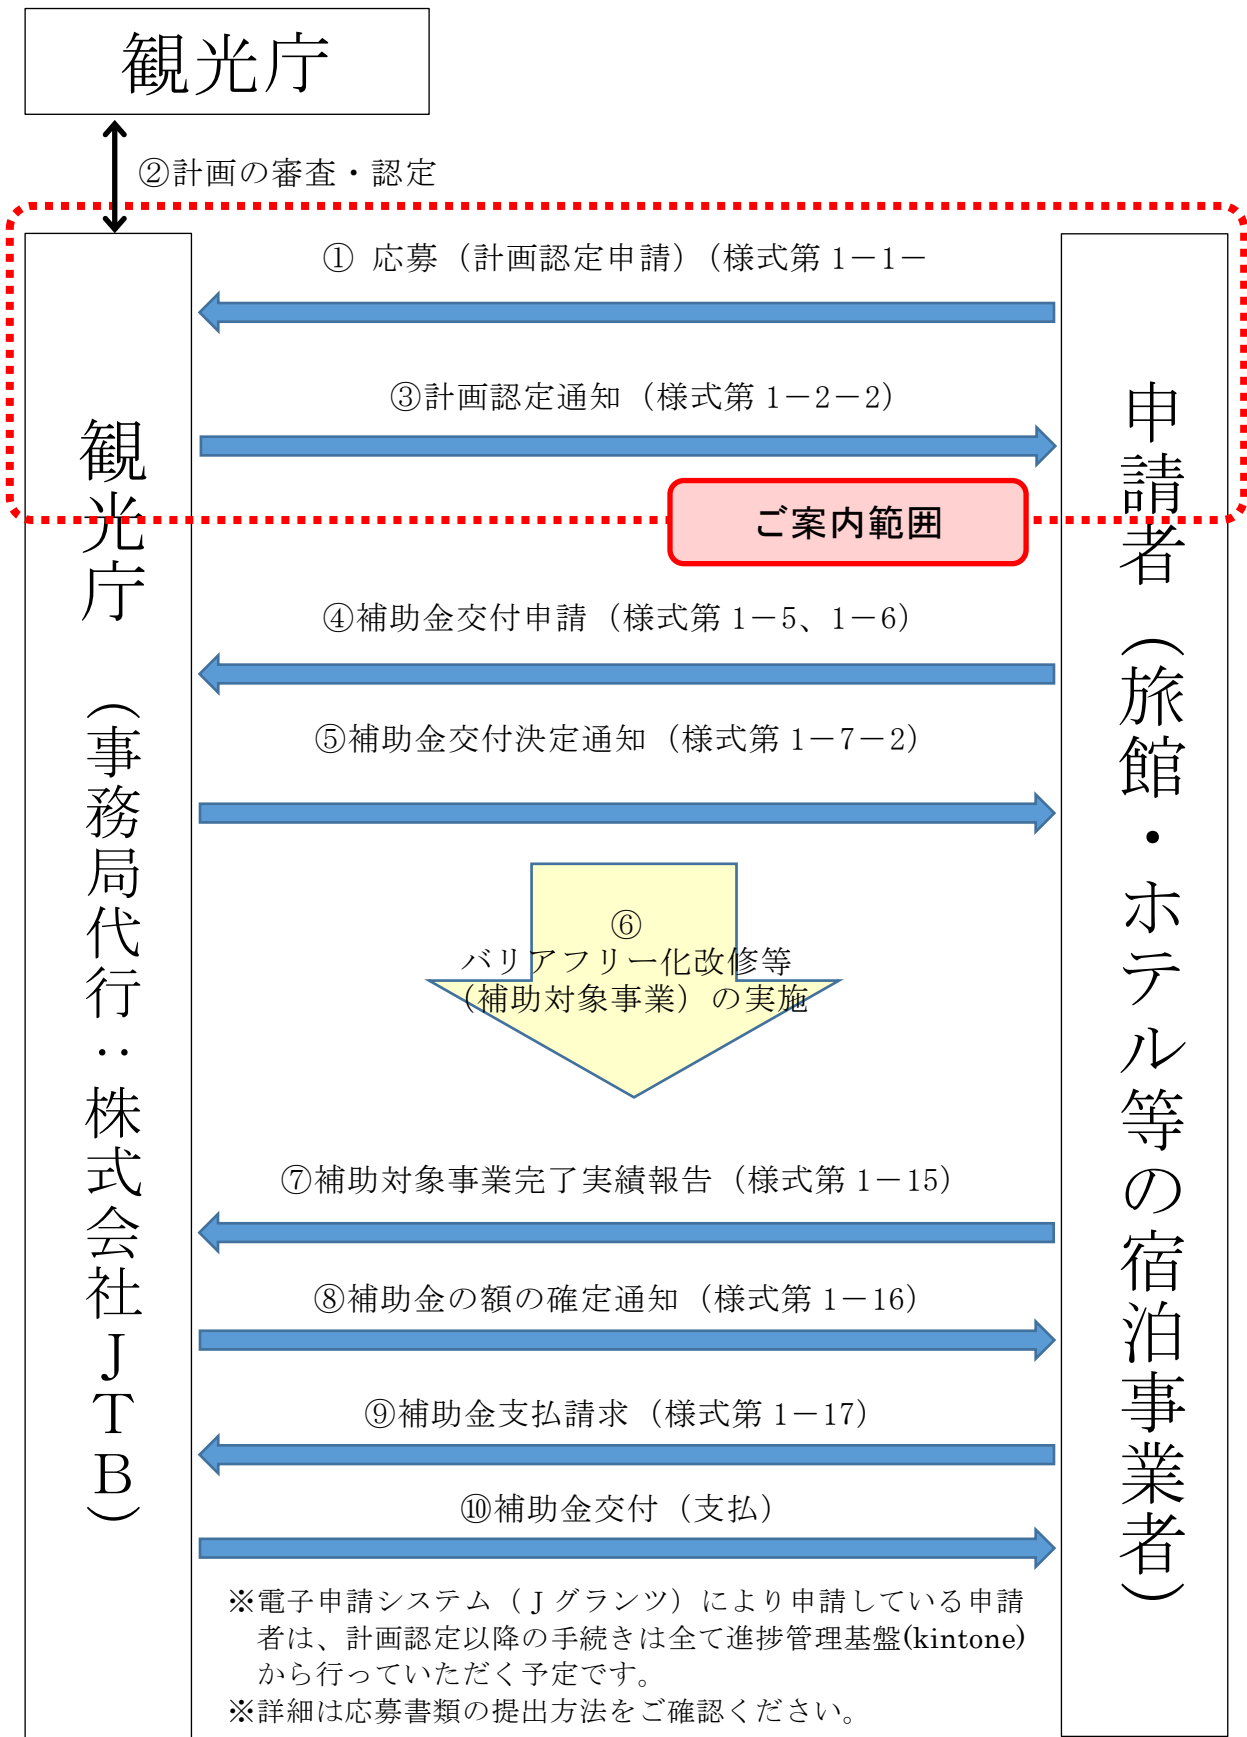 観光庁
②計画の審査・認定
① 応募（計画認定申請）（様式第 1－1－
③計画認定通知（様式第 1－2－2）
ご案内範囲
④補助金交付申請（様式第 1－5、1－6）
⑤補助金交付決定通知（様式第 1－7－2）
⑥
バリアフリー化改修等
（補助対象事業）の実施
⑦補助対象事業完了実績報告（様式第 1－15）
⑧補助金の額の確定通知（様式第 1－16）
⑨補助金支払請求（様式第 1－17）
⑩補助金交付（支払）
観光庁　（事務局代行：株式会社ＪＴＢ）
申請者（旅館・ホテル等の宿泊事業者）
※電子申請システム（Ｊグランツ）により申請している申請
者は、計画認定以降の手続きは全て進捗管理基盤(kintone)
から行っていただく予定です。
※詳細は応募書類の提出方法をご確認ください。